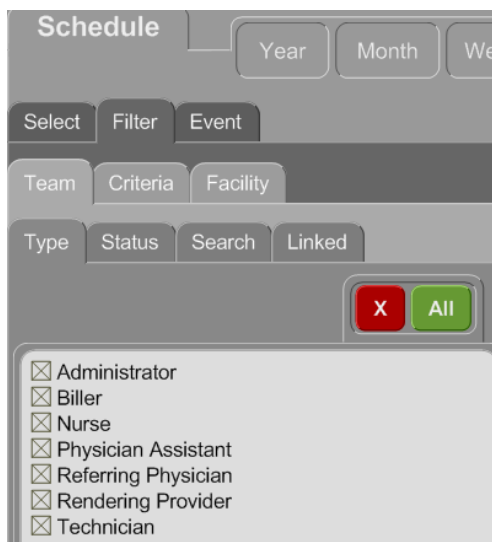 Schedule
Year Month We
Select Filter Event
Team Criteria Facility
Type Status Search Linked
X All
Administrator
Biller
Nurse
Physician Assistant
Referring Physician
Rendering Provider
Technician